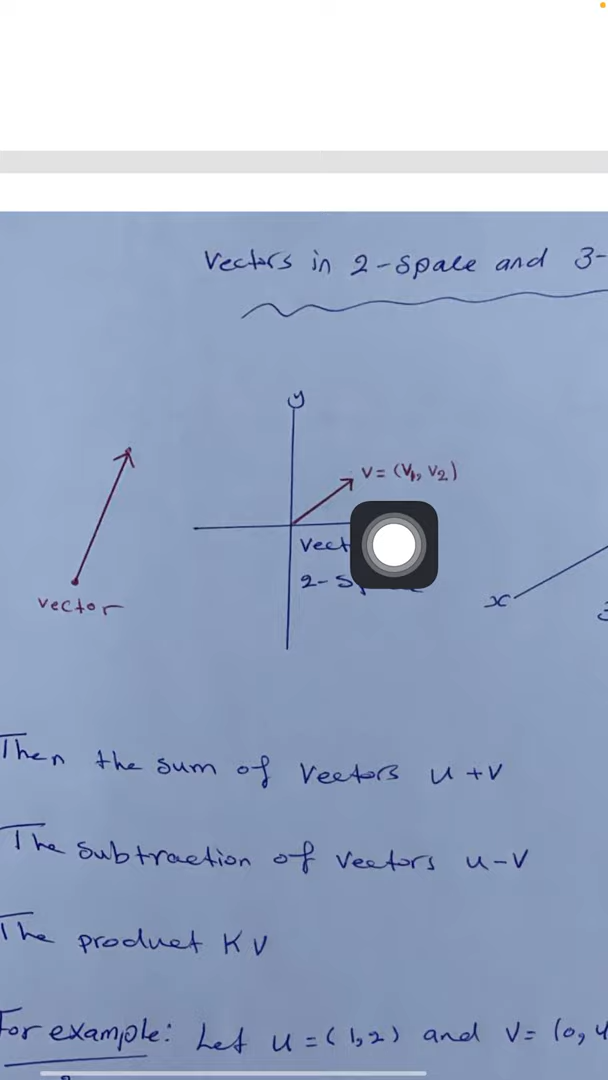 Vectors in 2-space and 3-
y
V = (V1, V2)
2-
vector
x
Then the sum of vectors u + v
The subtraction of vectors u - v
The product K V
For example: Let u = (1, 2) and v = (0, 4